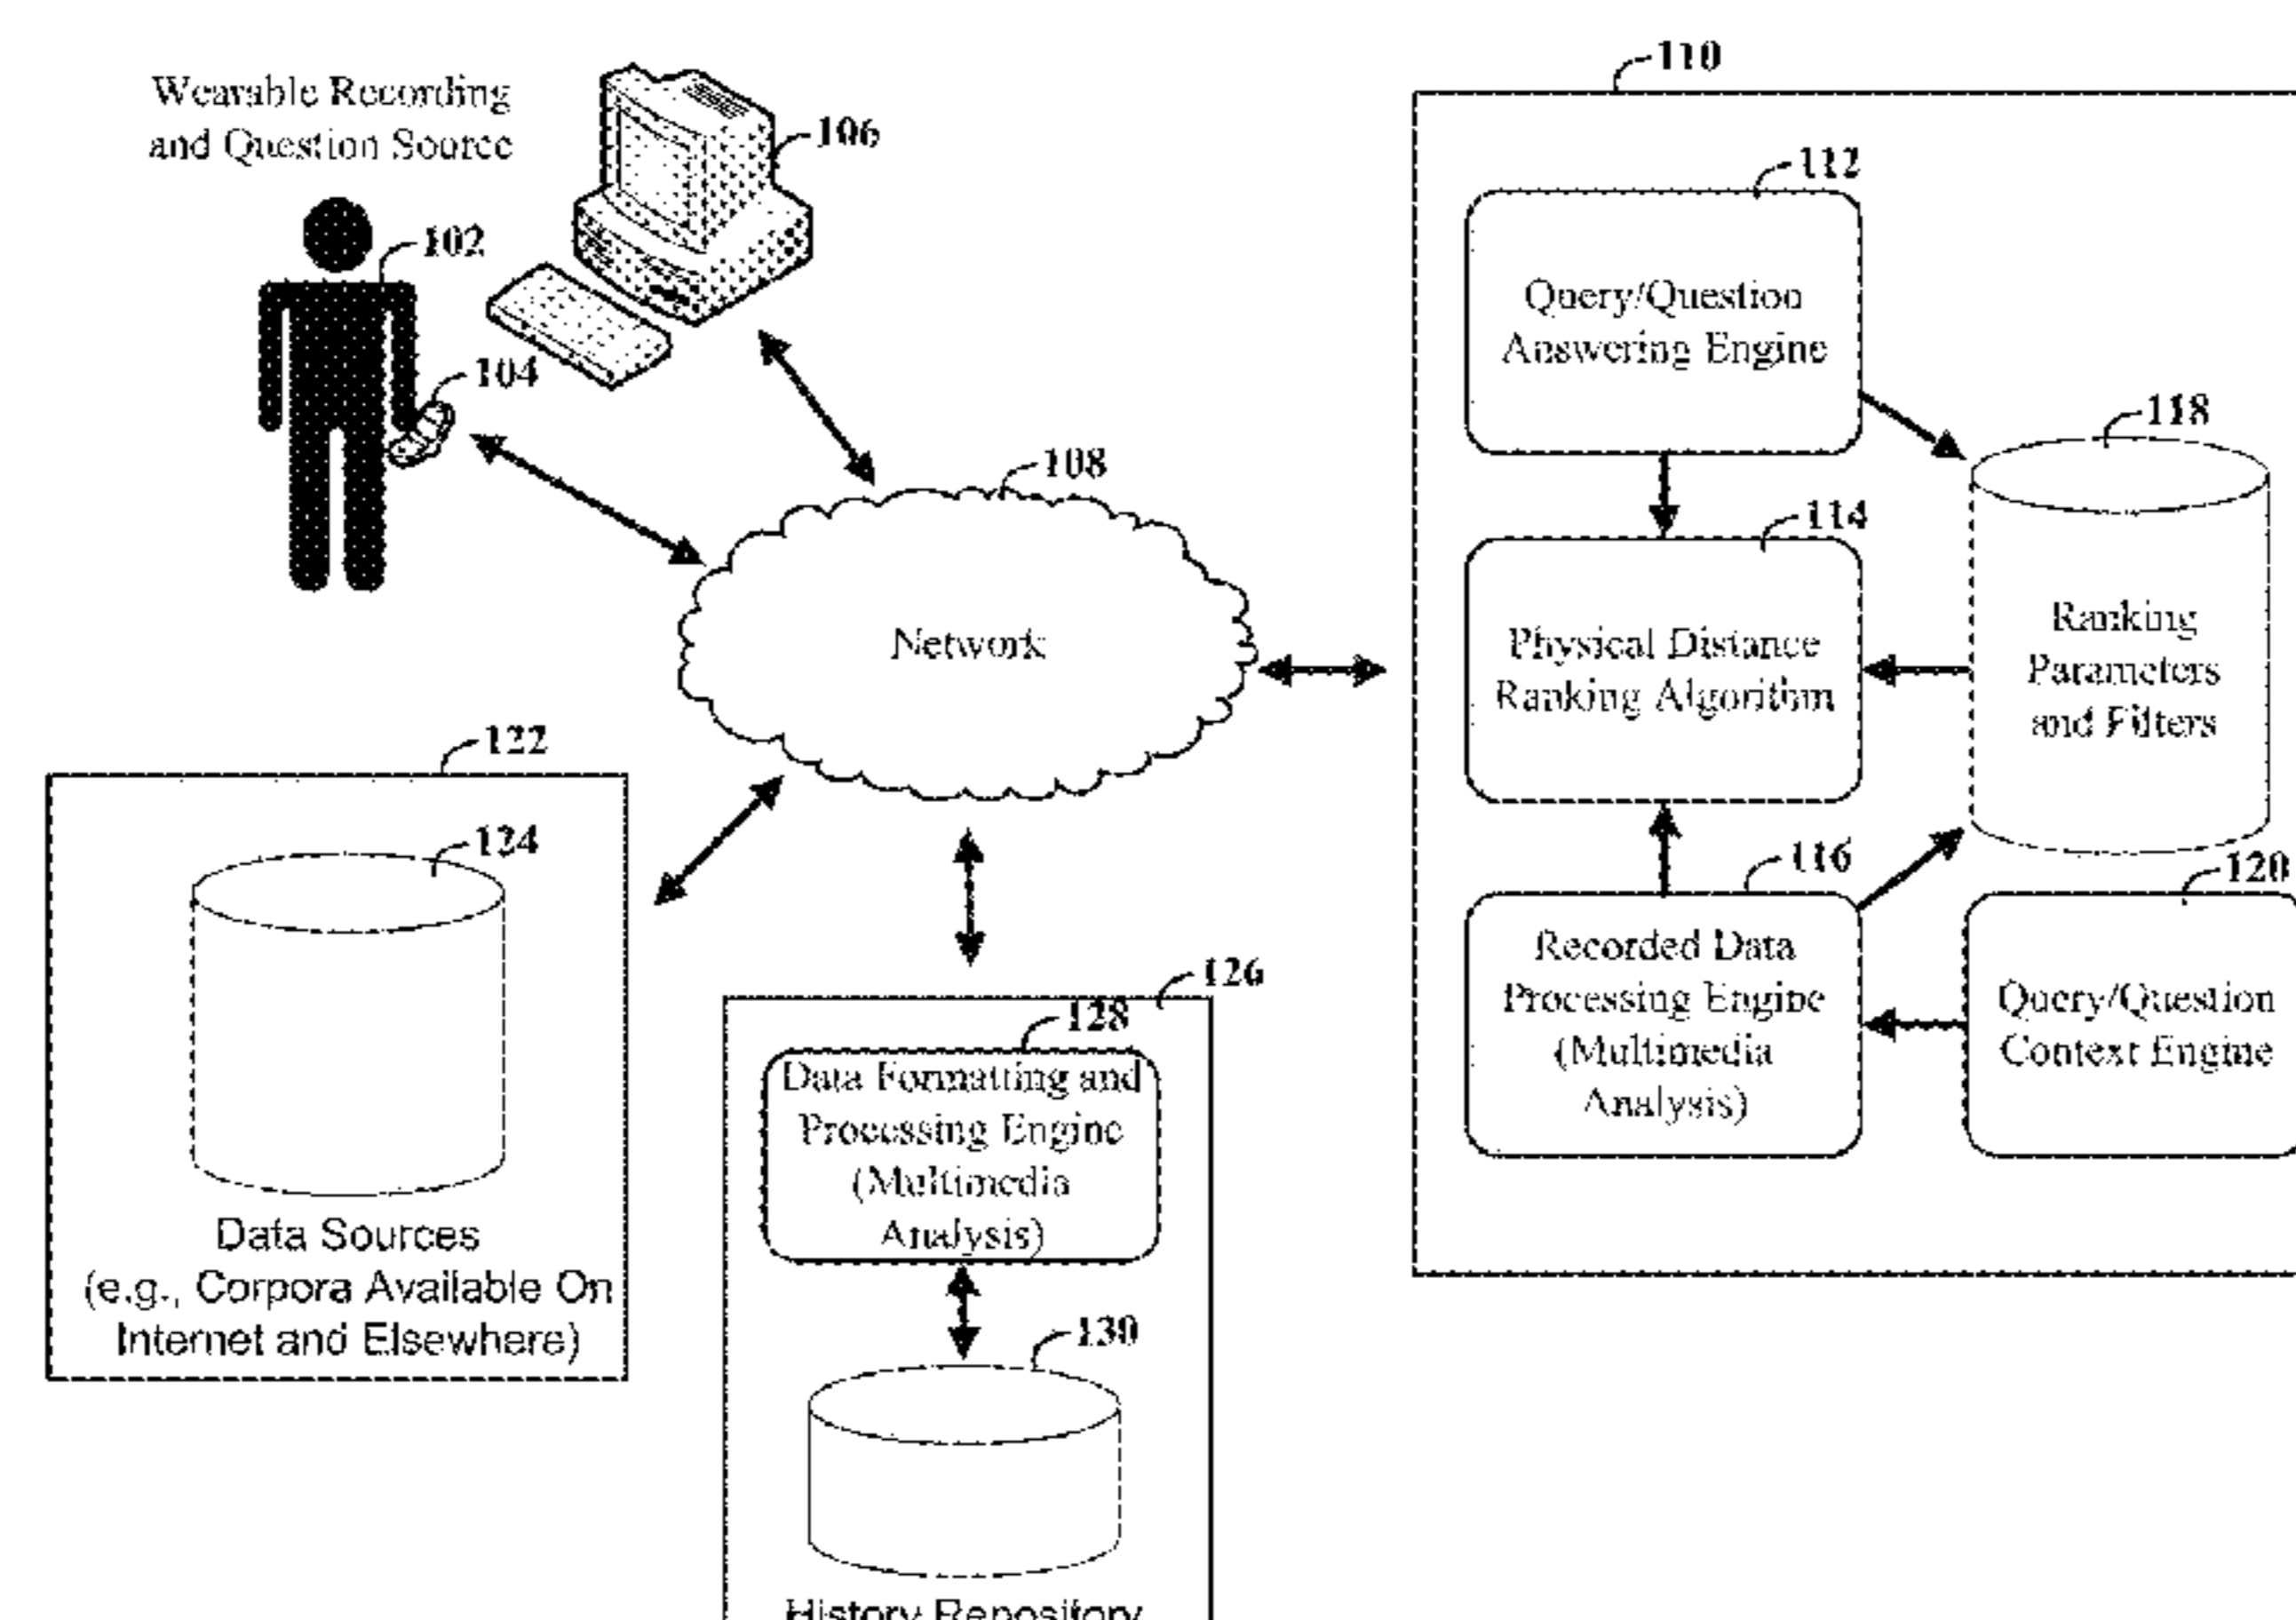 Wearable Recording
and Question Source
102
104
106
108
Network
110
112
Query/Question
Answering Engine
114
Physical Distance
Ranking Algorithm
116
Recorded Data
Processing Engine
(Multimedia
Analysis)
118
Ranking
Parameters
and Filters
120
Query/Question
Context Engine
122
124
Data Sources
(e.g., Corpora Available On
Internet and Elsewhere)
126
128
Data Formatting and
Processing Engine
(Multimedia
Analysis)
130
History Repository